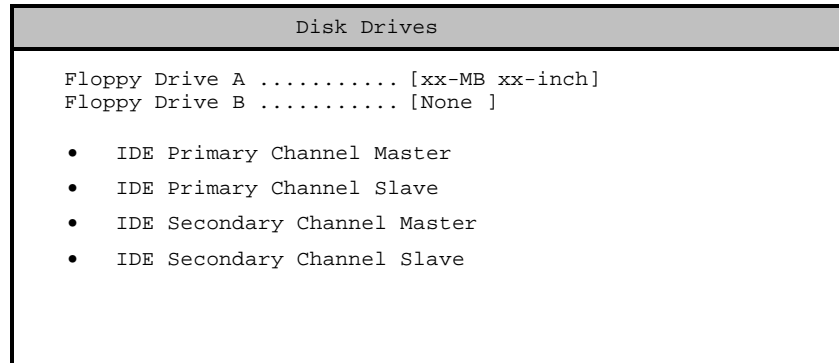 Disk Drives
Floppy Drive A ........... [xx-MB xx-inch]
Floppy Drive B ........... [None ]
• IDE Primary Channel Master
• IDE Primary Channel Slave
• IDE Secondary Channel Master
• IDE Secondary Channel Slave